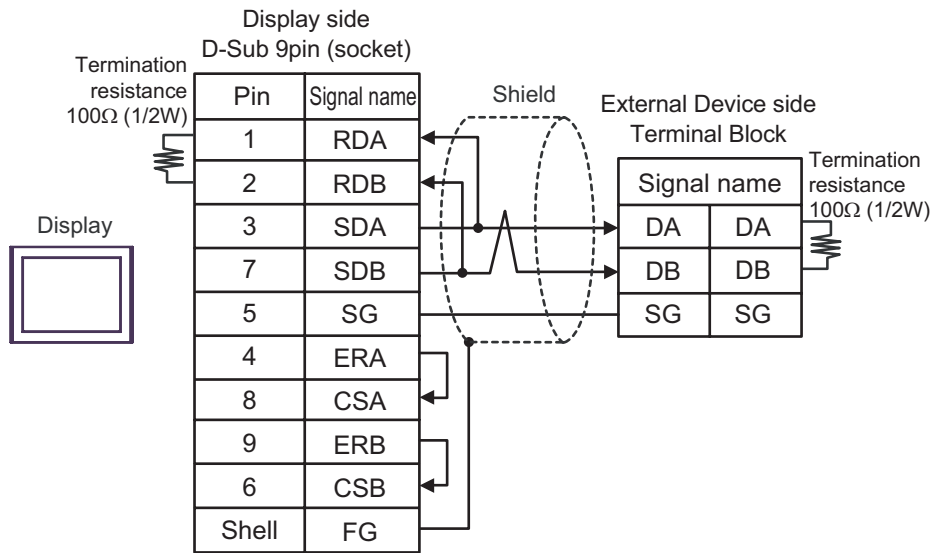 Display side
D-Sub 9pin (socket)
Termination
resistance
100Ω (1/2W)
Pin Signal name
1 RDA
2 RDB
3 SDA
7 SDB
5 SG
4 ERA
8 CSA
9 ERB
6 CSB
Shell FG
Display
Shield
External Device side
Terminal Block
Signal name
DA DA
DB DB
SG SG
Termination
resistance
100Ω (1/2W)